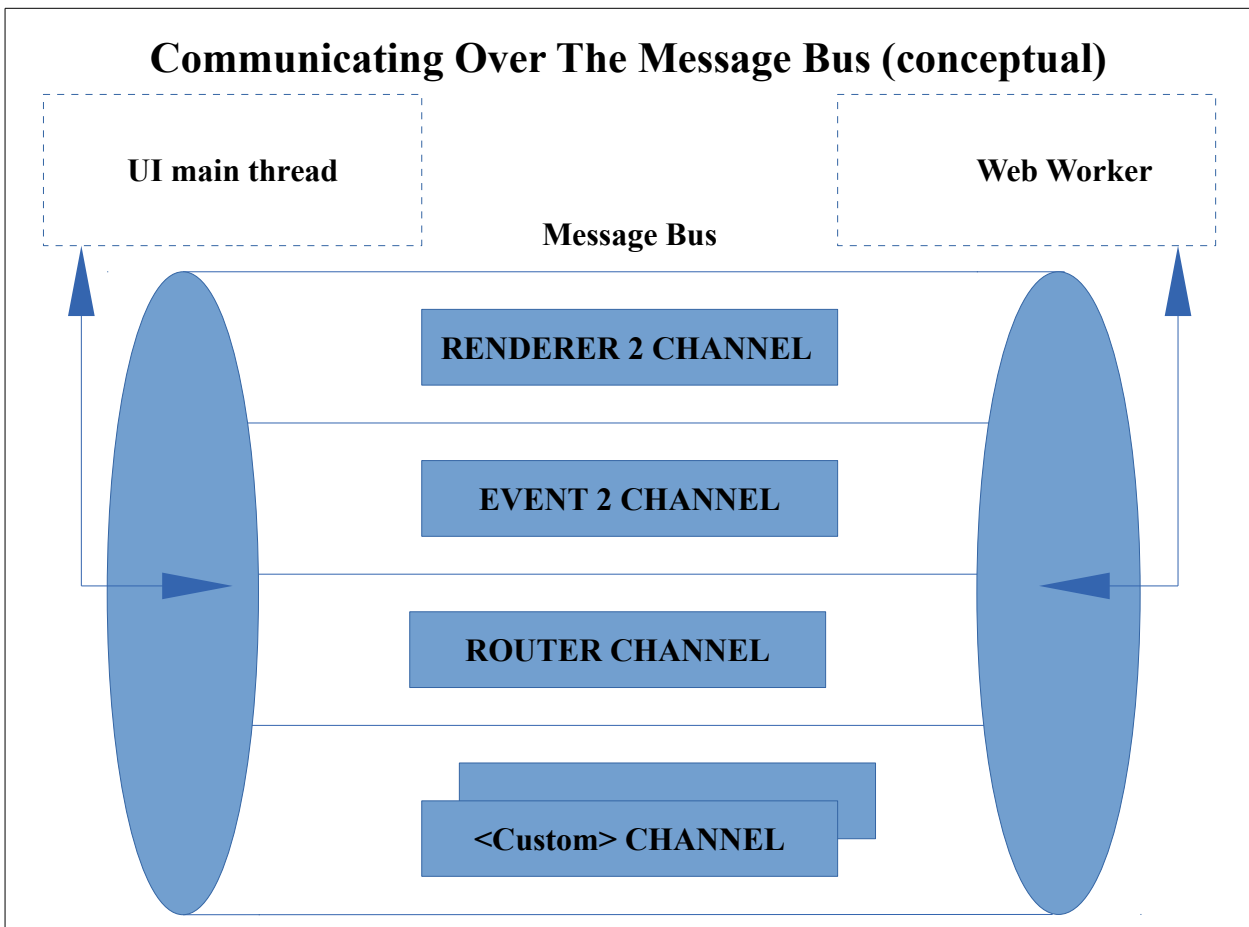 Communicating Over The Message Bus (conceptual)
UI main thread
Web Worker
Message Bus
RENDERER 2 CHANNEL
EVENT 2 CHANNEL
ROUTER CHANNEL
<Custom> CHANNEL